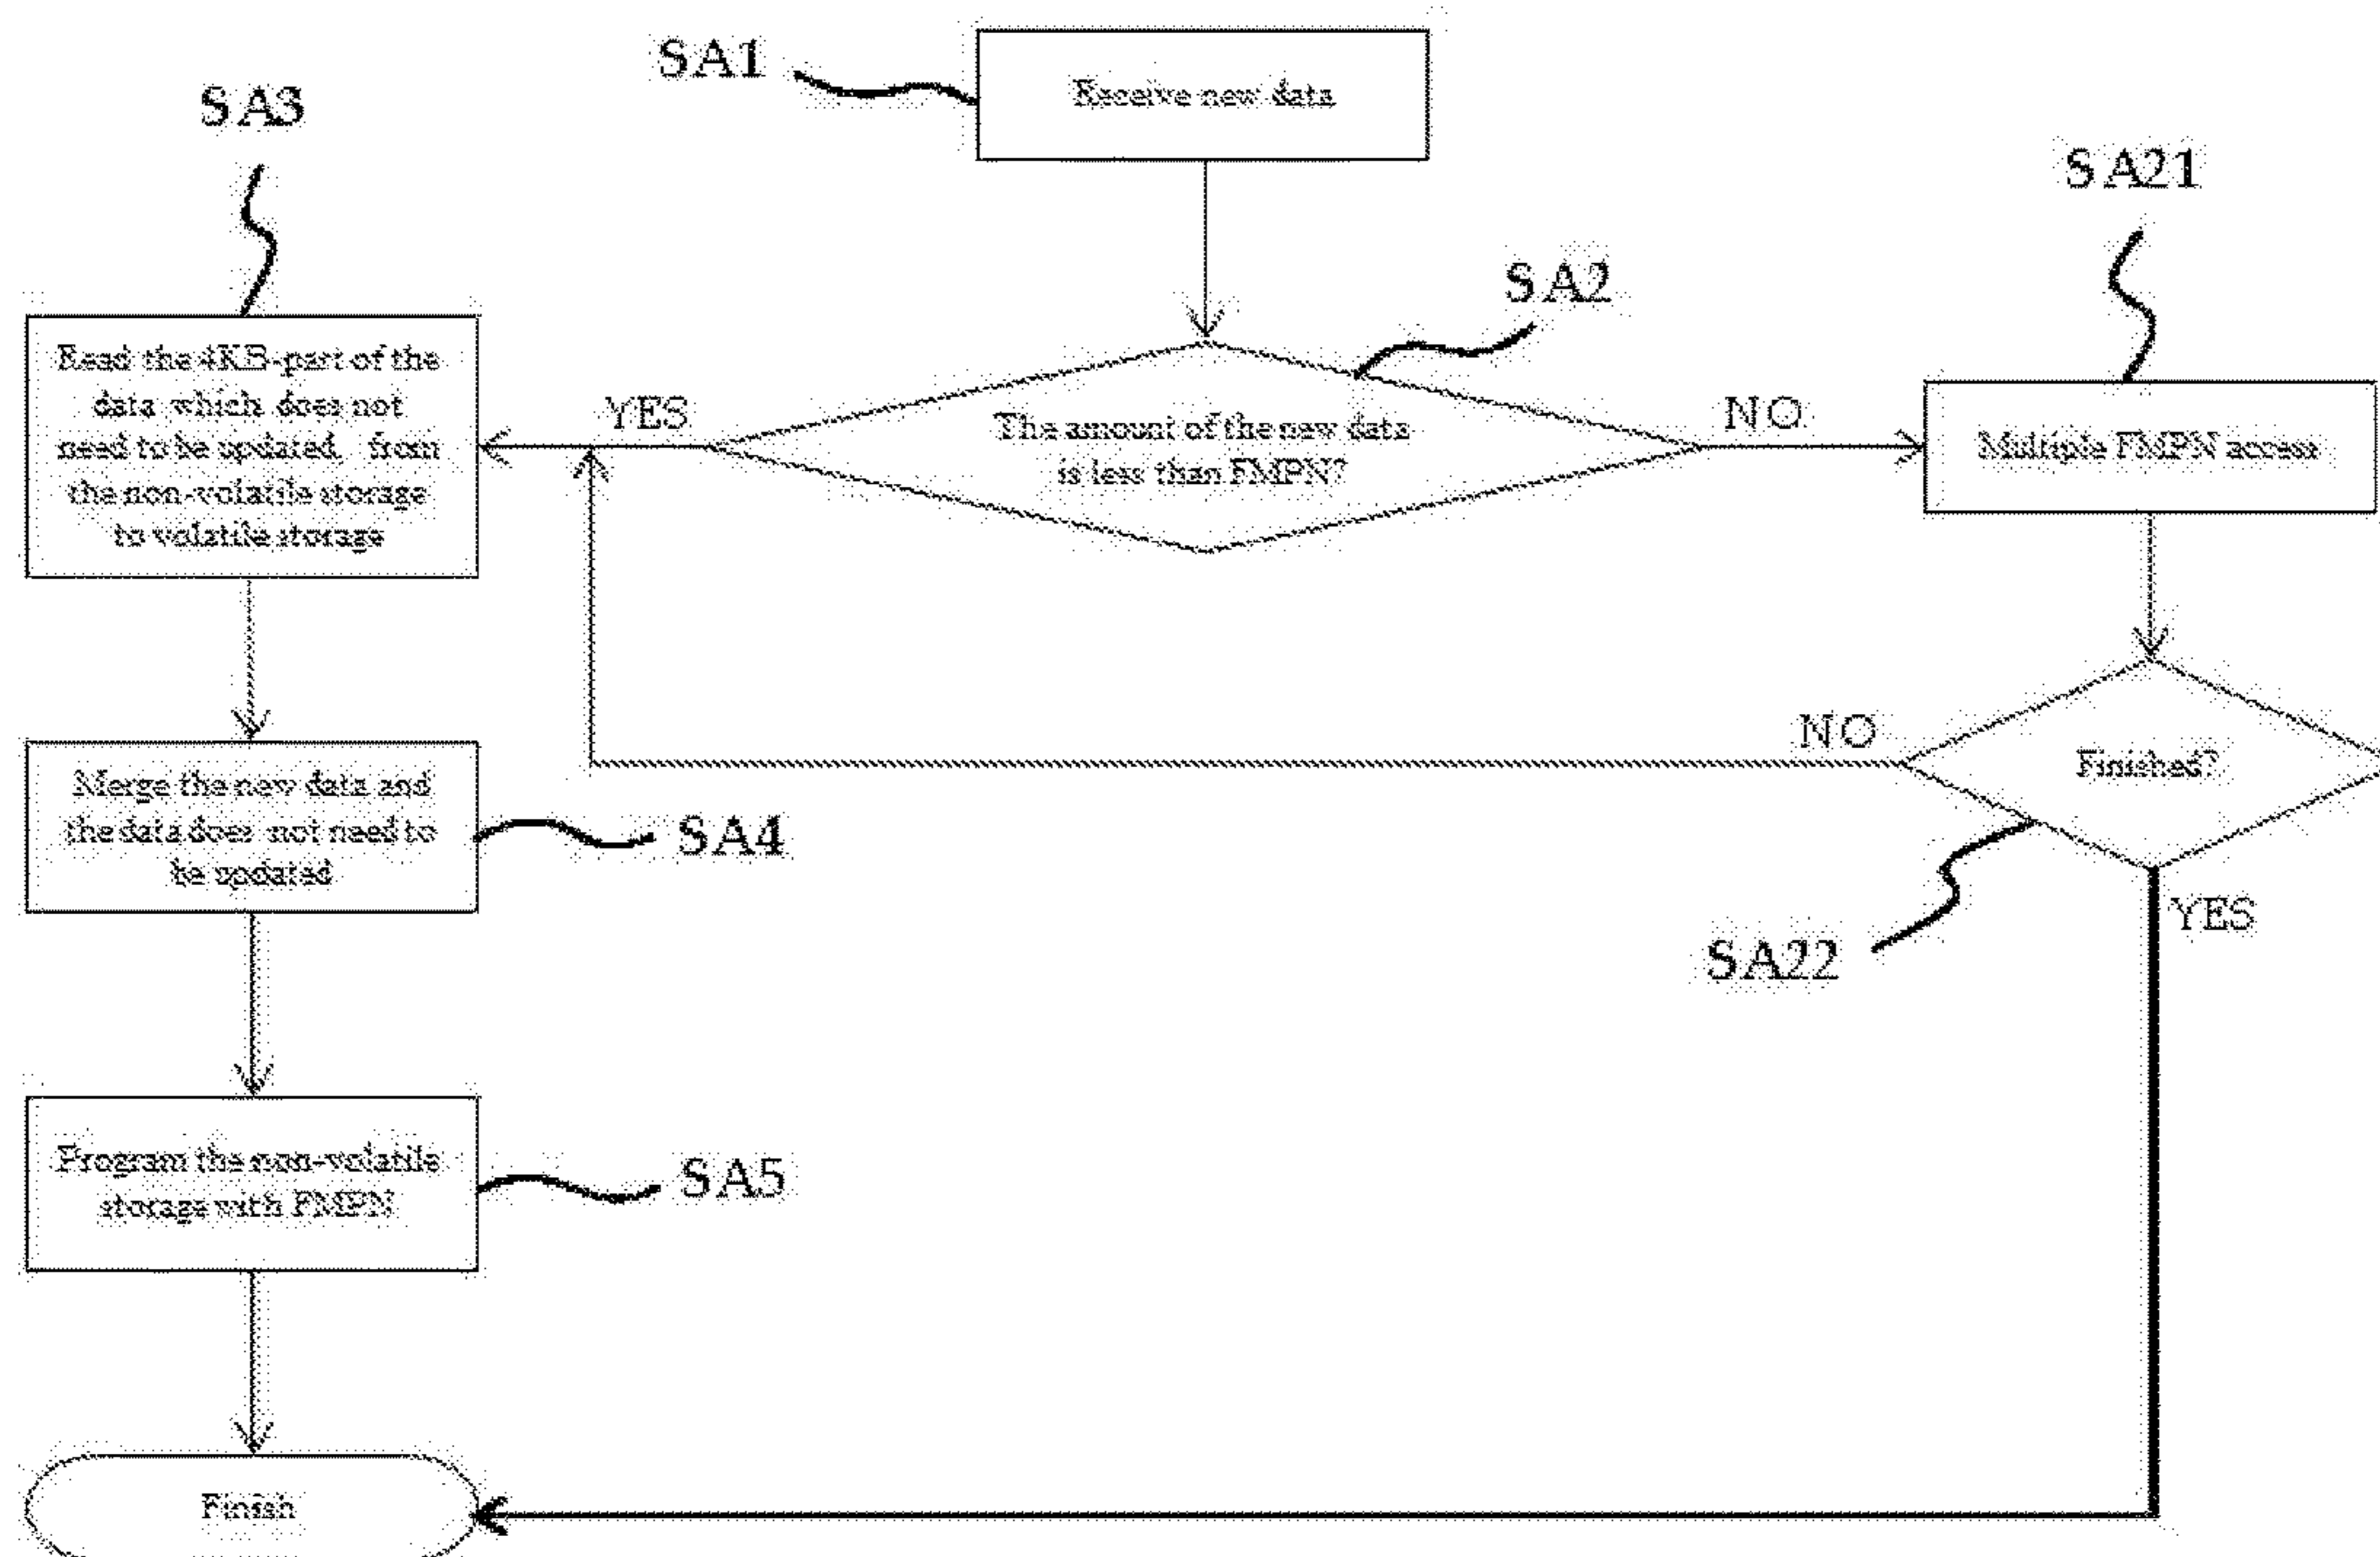 SA1
Receive new data
SA3
SA21
SA2
Read the 4KB-part of the
data which does not
need to be updated from
the non-volatile storage
to volatile storage
YES
The amount of the new data
is less than FMPN?
NO
Multiple FMPN access
NO
Finished?
Merge the new data and
the data does not need to
be updated
SA4
YES
SA22
Program the non-volatile
storage with FMPN
SA5
Finish